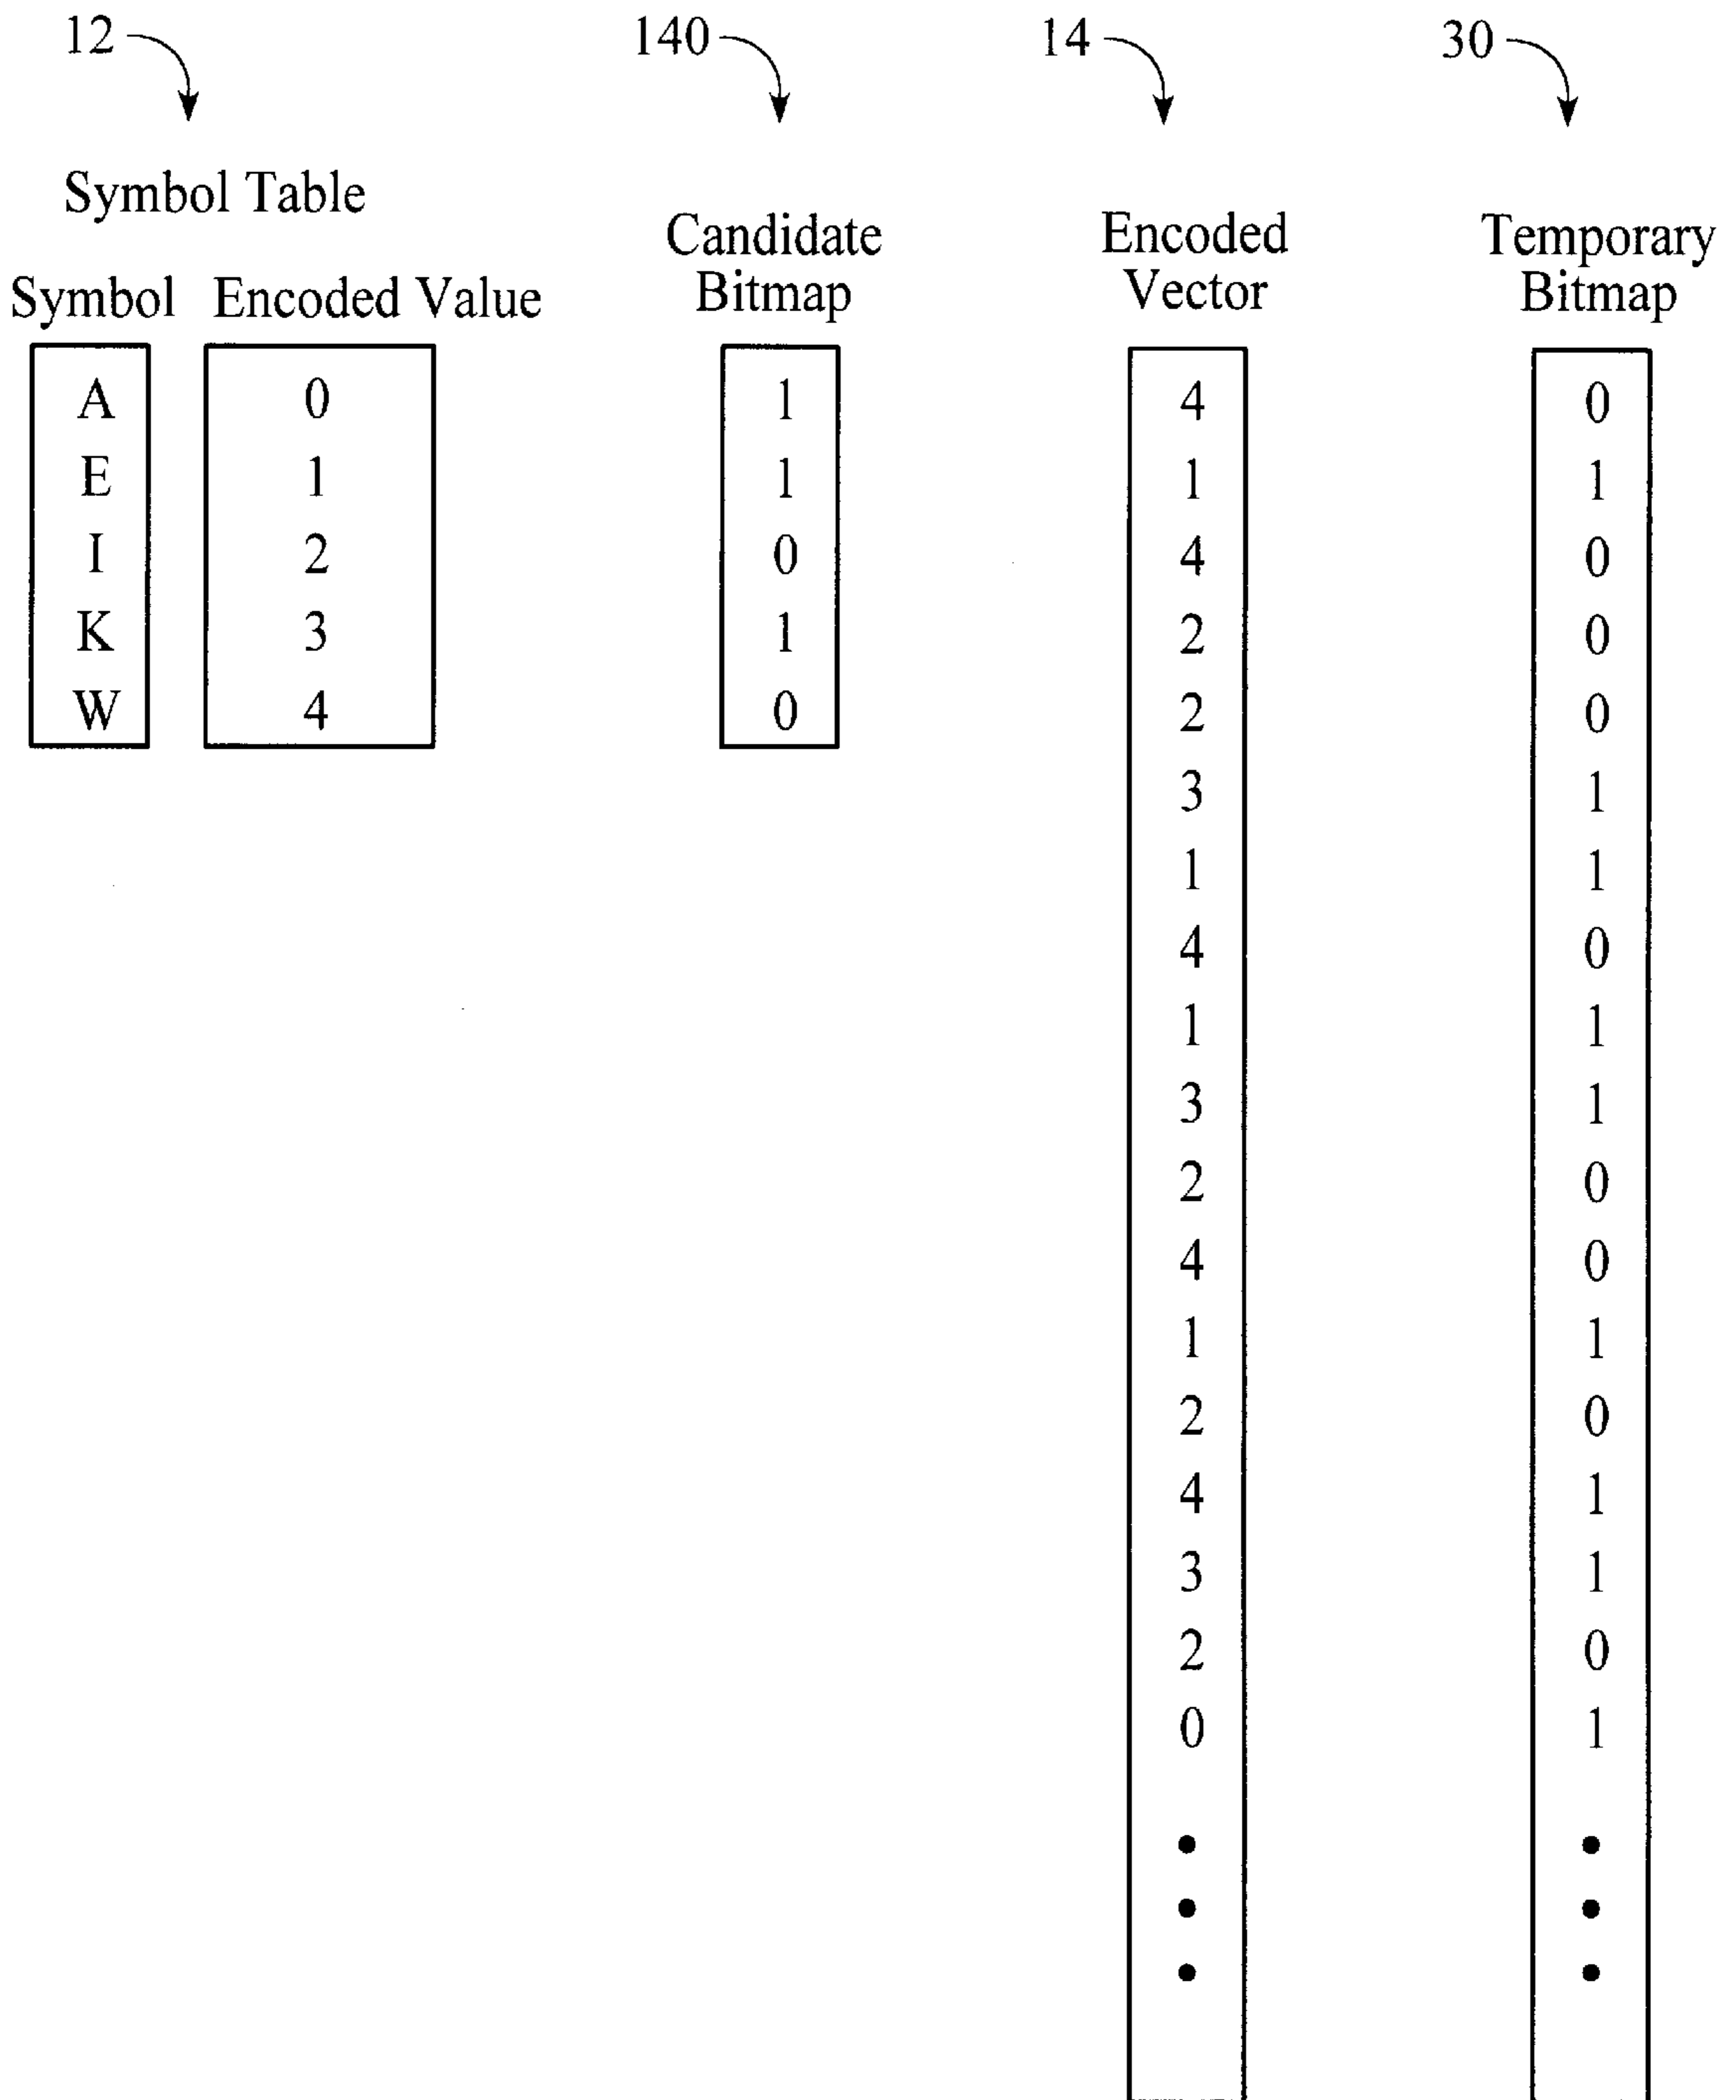 12 140 14 30
Symbol Table
Candidate Bitmap
Encoded Vector
Temporary Bitmap
Symbol Encoded Value
A 0 1 4 0
E 1 1 1 1
I 2 0 4 0
K 3 1 2 0
W 4 0 2 0
3 1
1 1
4 0
1 1
3 1
2 0
4 0
1 1
2 0
4 1
3 1
2 0
0 1